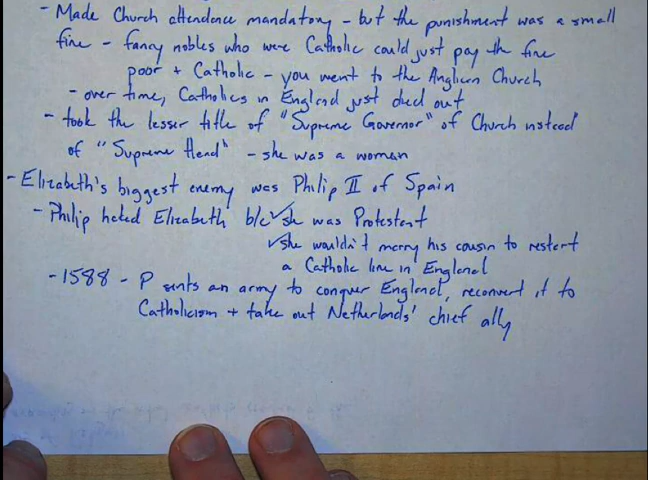 - Made Church attendance mandatory - but the punishment was a small
fine - fancy nobles who were Catholic could just pay the fine
poor + Catholic - you went to the Anglican Church
- over time, Catholics in England just died out
- took the lesser title of "Supreme Governor" of Church instead
of "Supreme Head" - she was a woman
- Elizabeth's biggest enemy was Philip II of Spain
- Philip hated Elizabeth b/c ✓she was Protestant
✓she wouldn't marry his cousin to restart
a Catholic line in England
- 1588 - P sents an army to conquer England, reconvert it to
Catholicism + take out Netherlands' chief ally